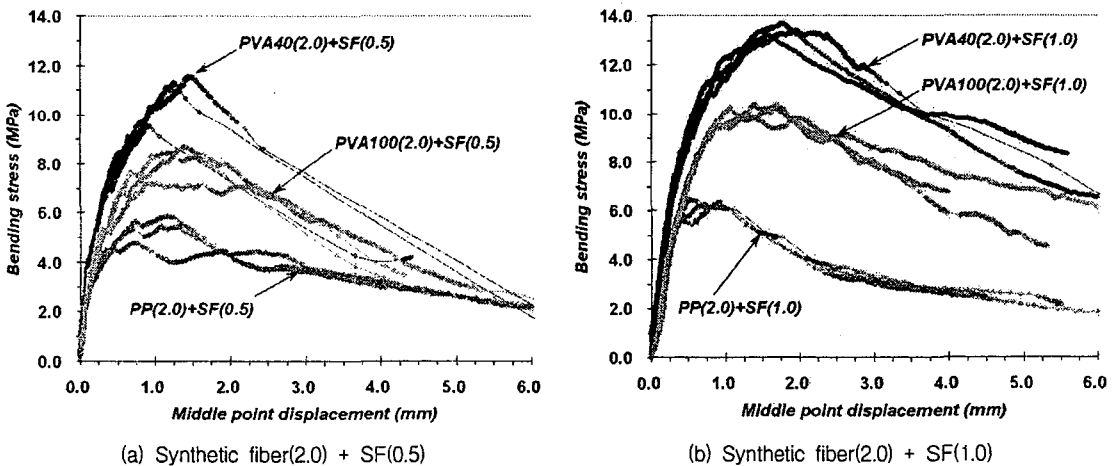 14.0
12.0
10.0
8.0
6.0
4.0
2.0
0.0
Bending stress (MPa)
PVA40(2.0)+SF(0.5)
PVA100(2.0)+SF(0.5)
PP(2.0)+SF(0.5)
0.0 1.0 2.0 3.0 4.0 5.0 6.0
Middle point displacement (mm)
(a) Synthetic fiber(2.0) + SF(0.5)
14.0
12.0
10.0
8.0
6.0
4.0
2.0
0.0
Bending stress (MPa)
PVA40(2.0)+SF(1.0)
PVA100(2.0)+SF(1.0)
PP(2.0)+SF(1.0)
0.0 1.0 2.0 3.0 4.0 5.0 6.0
Middle point displacement (mm)
(b) Synthetic fiber(2.0) + SF(1.0)